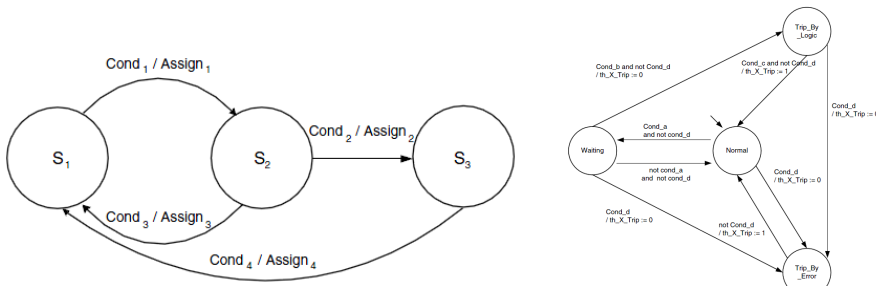 Cond 1 / Assign 1
S1
S2
Cond 2 / Assign 2
S3
Cond 3 / Assign 3
Cond 4 / Assign 4
Trip_By
_Logic
Cond_b and not Cond_d
/ th_X_Trip := 0
Cond_c and not Cond_d
/ th_X_Trip := 1
Cond_d
/ th_X_Trip :=
Waiting
Cond_a
and not cond_d
Normal
not cond_a
and not cond_d
Cond_d
/ th_X_Trip := 0
Cond_d
/ th_X_Trip := 0
not Cond_d
/ th_X_Trip := 1
Trip_By
_Error